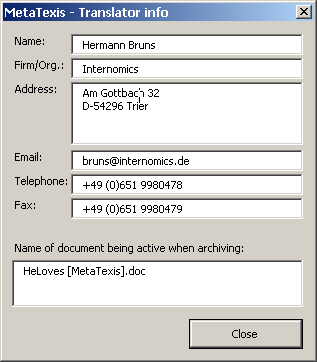 MetaTexis - Translator info
Name: Hermann Bruns
Firm/Org.: Internomics
Address: Am Gottbach 32
D-54296 Trier
Email: bruns@internomics.de
Telephone: +49 (0)651 9980478
Fax: +49 (0)651 9980479
Name of document being active when archiving:
HeLoves [MetaTexis].doc
Close